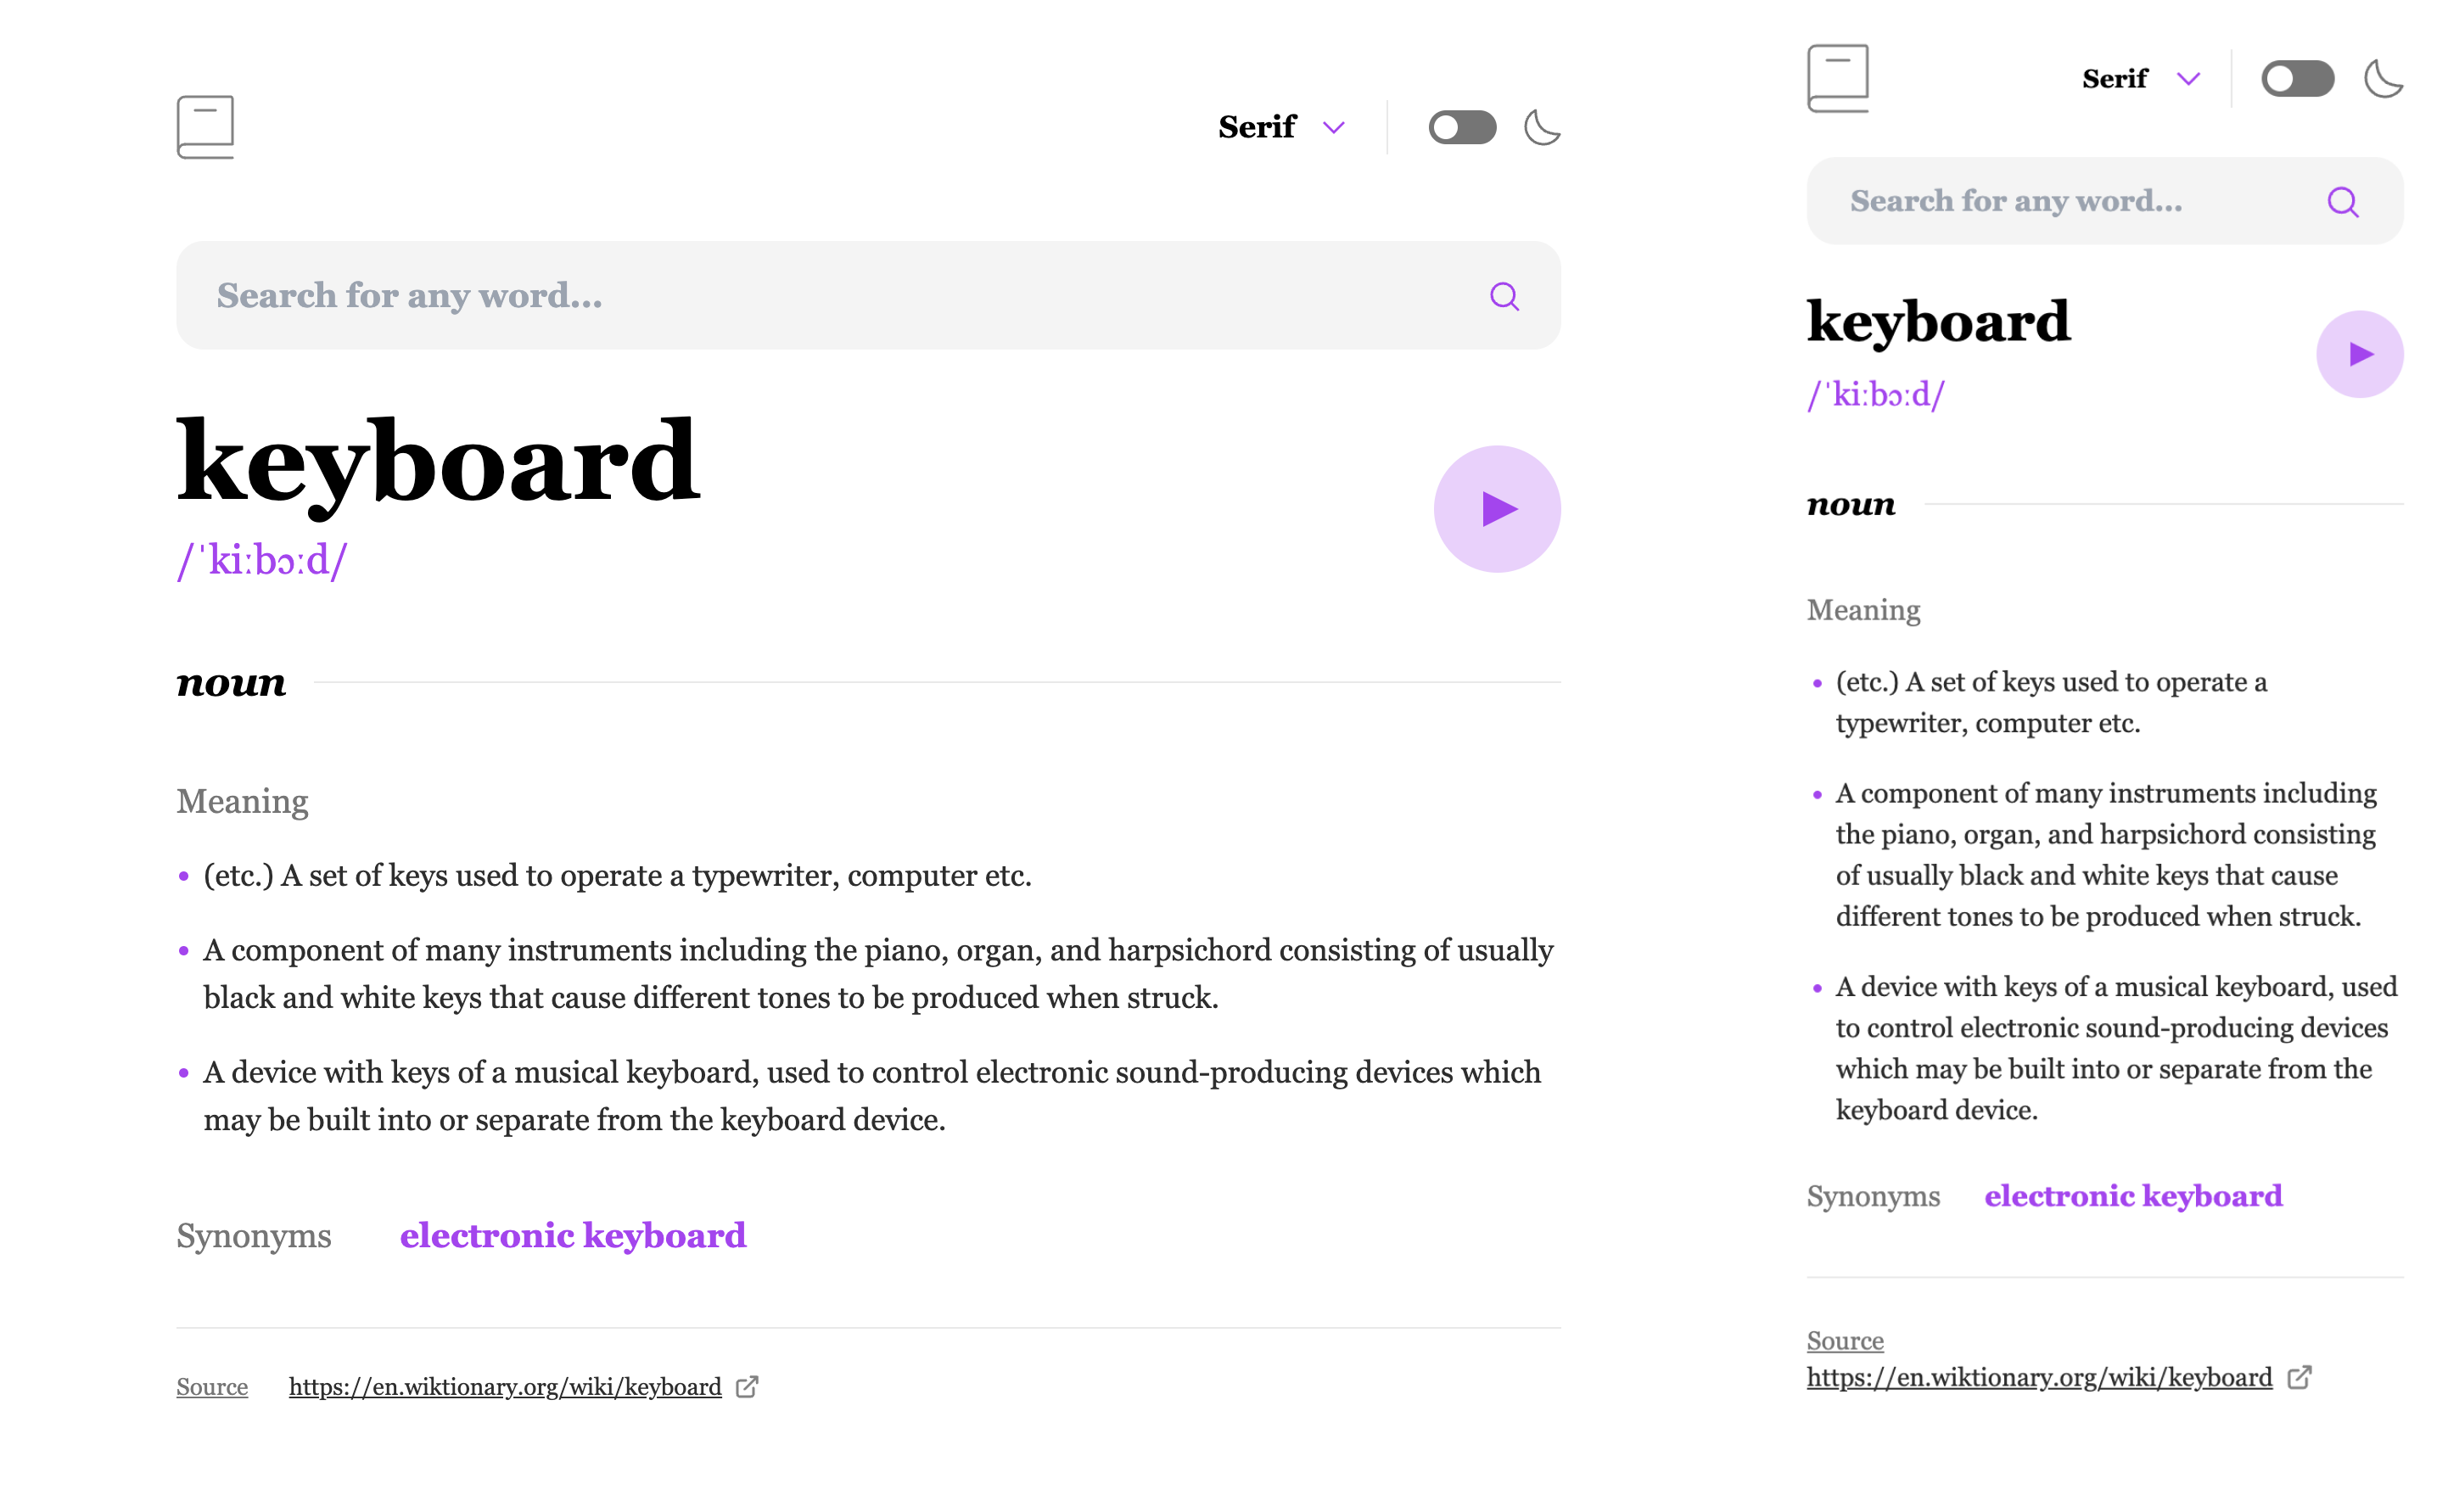 Serif
Search for any word...
keyboard
/ˈkiːbɔːd/
noun
Meaning
• (etc.) A set of keys used to operate a typewriter, computer etc.
• A component of many instruments including the piano, organ, and harpsichord consisting of usually
black and white keys that cause different tones to be produced when struck.
• A device with keys of a musical keyboard, used to control electronic sound-producing devices which
may be built into or separate from the keyboard device.
Synonyms electronic keyboard
Source https://en.wiktionary.org/wiki/keyboard
Serif
Search for any word...
keyboard
/ˈkiːbɔːd/
noun
Meaning
• (etc.) A set of keys used to operate a
typewriter, computer etc.
• A component of many instruments including
the piano, organ, and harpsichord consisting
of usually black and white keys that cause
different tones to be produced when struck.
• A device with keys of a musical keyboard, used
to control electronic sound-producing devices
which may be built into or separate from the
keyboard device.
Synonyms electronic keyboard
Source
https://en.wiktionary.org/wiki/keyboard